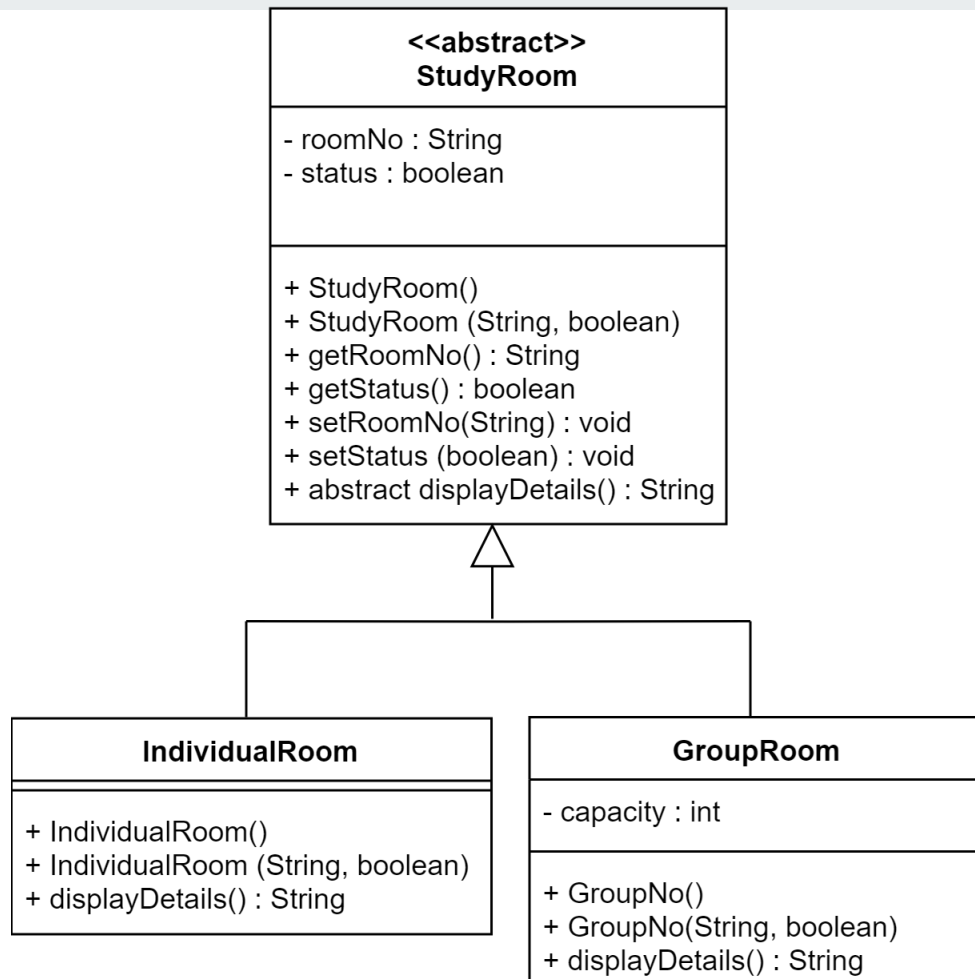 <<abstract>>
StudyRoom
- roomNo : String
- status : boolean
+ StudyRoom()
+ StudyRoom (String, boolean)
+ getRoomNo() : String
+ getStatus() : boolean
+ setRoomNo(String) : void
+ setStatus (boolean) : void
+ abstract displayDetails() : String
IndividualRoom
+ IndividualRoom()
+ IndividualRoom (String, boolean)
+ displayDetails() : String
GroupRoom
- capacity : int
+ GroupNo()
+ GroupNo(String, boolean)
+ displayDetails() : String